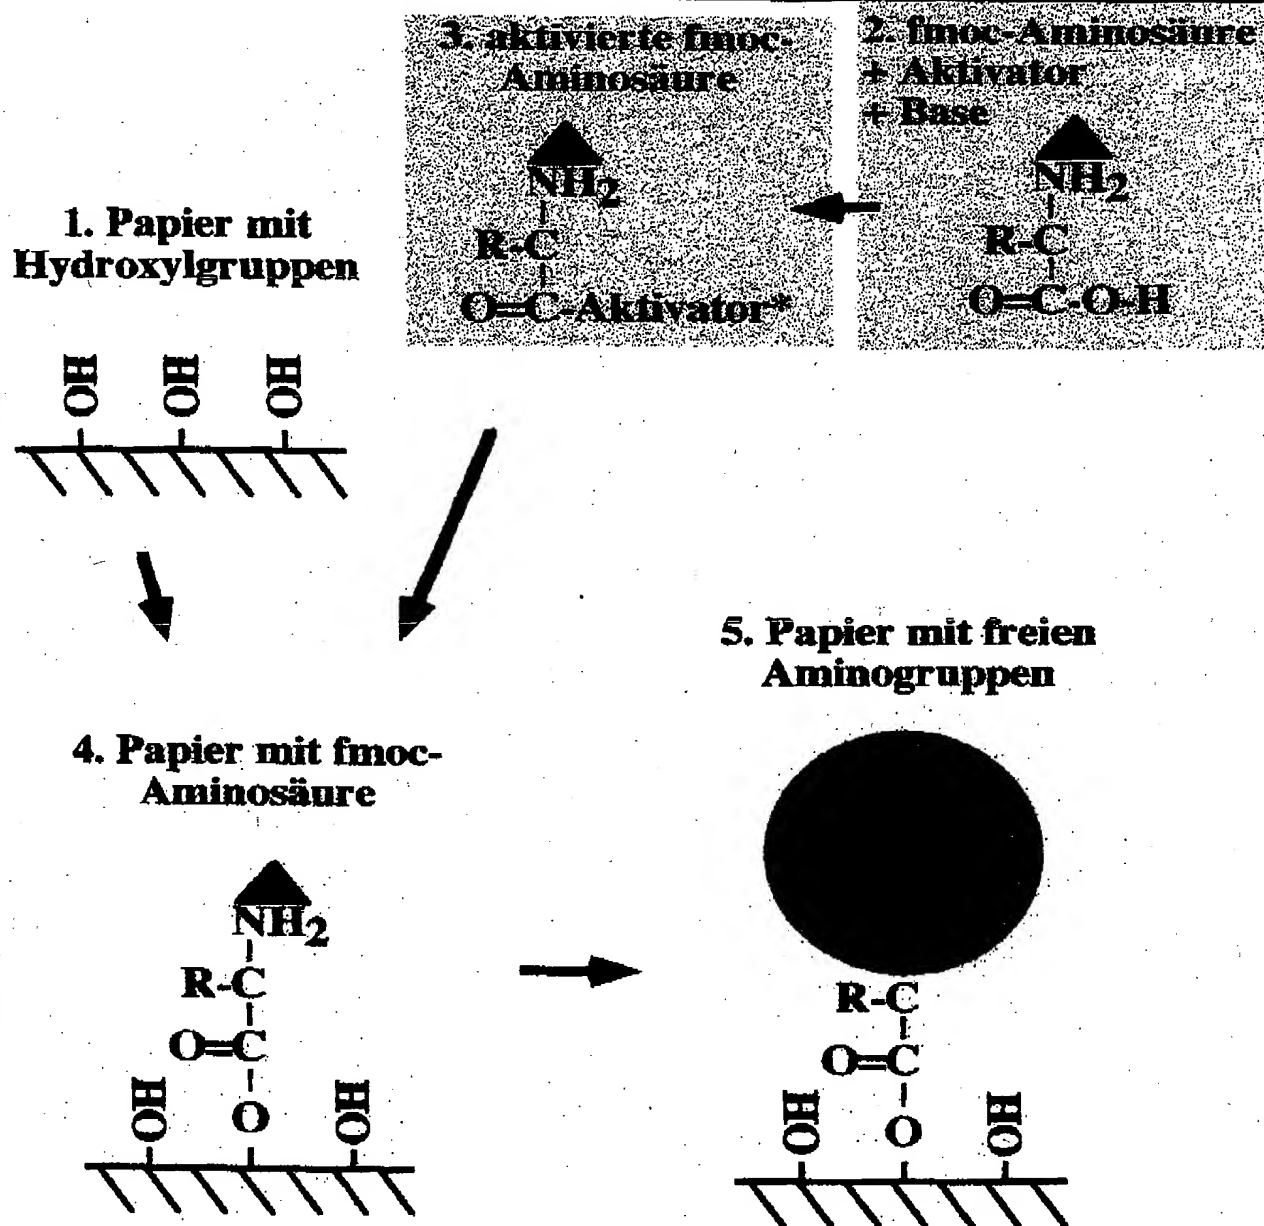 3. aktivierte fmoc-
Aminosäure
NH2
R-C
O=C-Aktivator*
2. fmoc-Aminosäure
+ Aktivator
+ Base
NH2
R-C
O=C-O-H
1. Papier mit
Hydroxylgruppen
OH OH OH
4. Papier mit fmoc-
Aminosäure
NH2
R-C
O=C
OH O OH
5. Papier mit freien
Aminogruppen
R-C
O=C
OH O OH